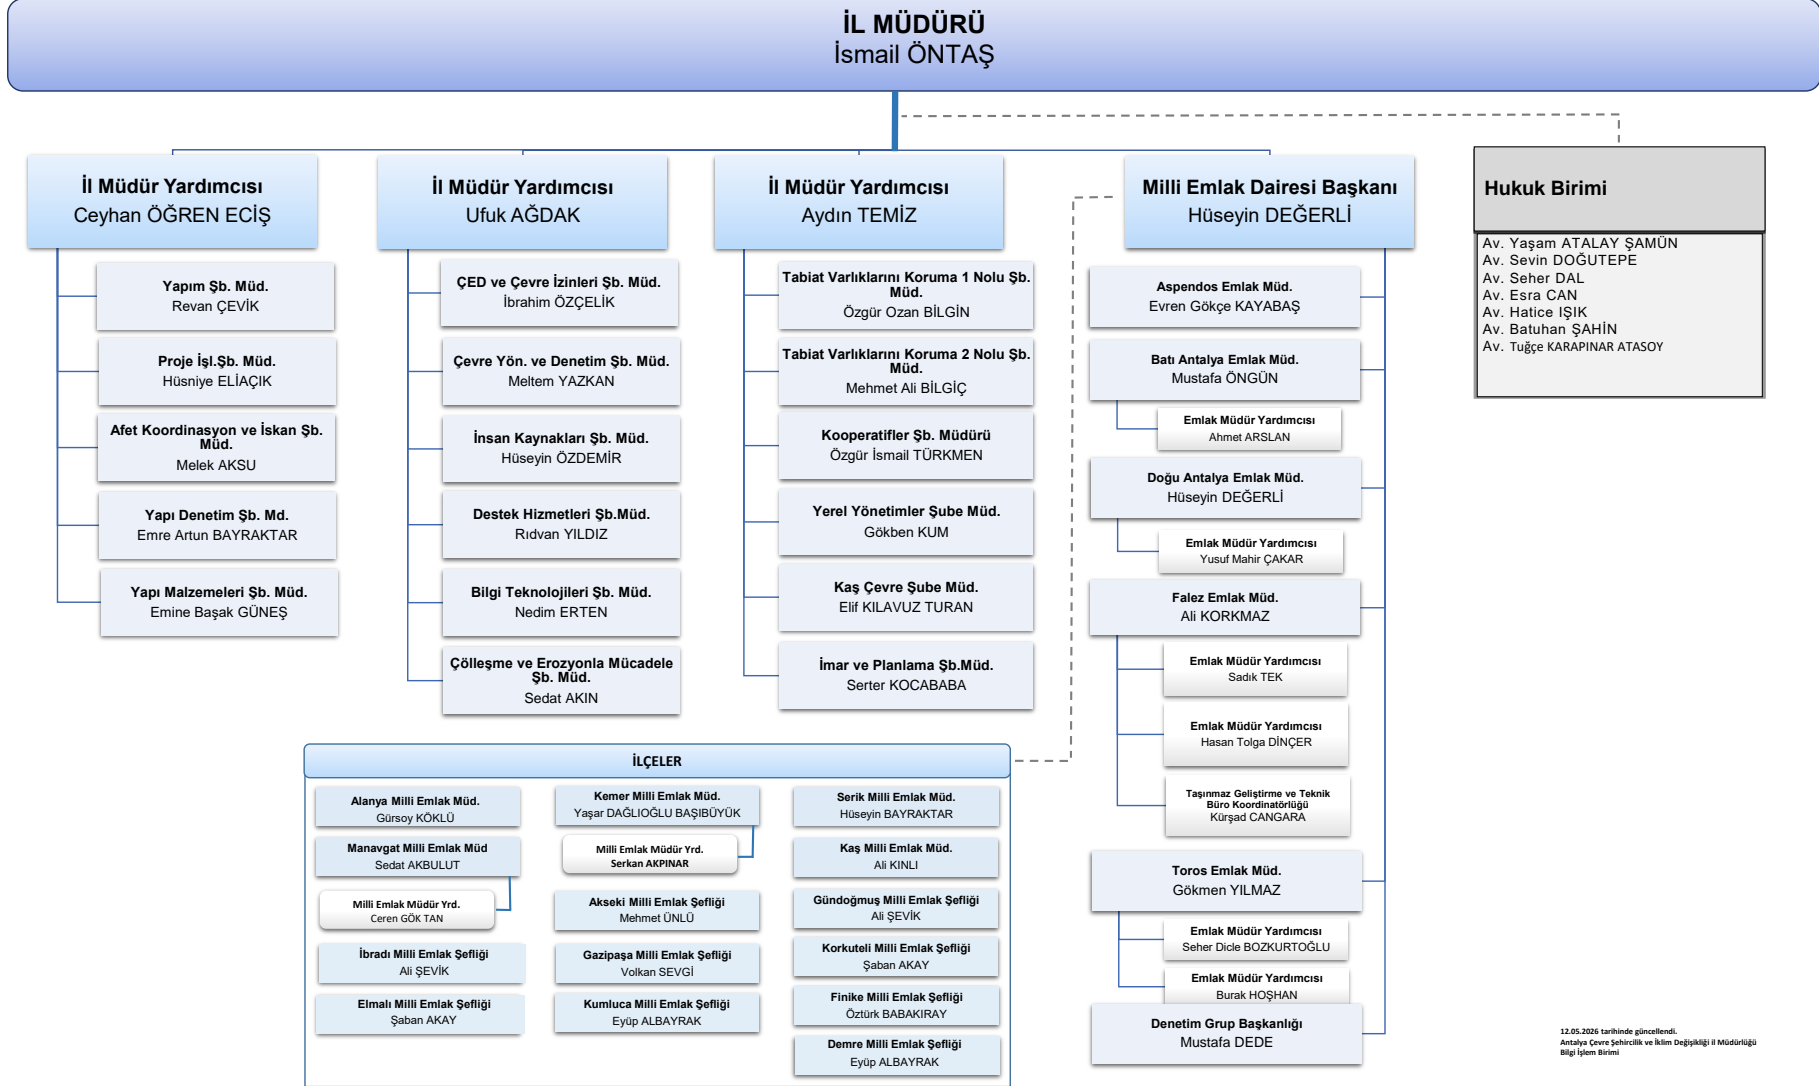 İL MÜDÜRÜ
İsmail ÖNTAŞ
İl Müdür Yardımcısı
Ceyhan ÖĞREN ECİŞ
Yapım Şb. Müd.
Revan ÇEVİK
Proje İşl.Şb. Müd.
Hüsniye ELİAÇIK
Afet Koordinasyon ve İskan Şb.
Müd.
Melek AKSU
Yapı Denetim Şb. Md.
Emre Artun BAYRAKTAR
Yapı Malzemeleri Şb. Müd.
Emine Başak GÜNEŞ
İl Müdür Yardımcısı
Ufuk AĞDAK
ÇED ve Çevre İzinleri Şb. Müd.
İbrahim ÖZÇELİK
Çevre Yön. ve Denetim Şb. Müd.
Meltem YAZKAN
İnsan Kaynakları Şb. Müd.
Hüseyin ÖZDEMİR
Destek Hizmetleri Şb.Müd.
Rıdvan YILDIZ
Bilgi Teknolojileri Şb. Müd.
Nedim ERTEN
Çölleşme ve Erozyonla Mücadele
Şb. Müd.
Sedat AKIN
İl Müdür Yardımcısı
Aydın TEMİZ
Tabiat Varlıklarını Koruma 1 Nolu Şb.
Müd.
Özgür Ozan BİLGİN
Tabiat Varlıklarını Koruma 2 Nolu Şb.
Müd.
Mehmet Ali BİLGİÇ
Kooperatifler Şb. Müdürü
Özgür İsmail TÜRKMEN
Yerel Yönetimler Şube Müd.
Gökben KUM
Kaş Çevre Şube Müd.
Elif KILAVUZ TURAN
İmar ve Planlama Şb.Müd.
Serter KOCABABA
Milli Emlak Dairesi Başkanı
Hüseyin DEĞERLİ
Aspendos Emlak Müd.
Evren Gökçe KAYABAŞ
Batı Antalya Emlak Müd.
Mustafa ÖNGÜN
Emlak Müdür Yardımcısı
Ahmet ARSLAN
Doğu Antalya Emlak Müd.
Hüseyin DEĞERLİ
Emlak Müdür Yardımcısı
Yusuf Mahir ÇAKAR
Falez Emlak Müd.
Ali KORKMAZ
Emlak Müdür Yardımcısı
Sadık TEK
Emlak Müdür Yardımcısı
Hasan Tolga DİNÇER
Taşınmaz Geliştirme ve Teknik
Büro Koordinatörlüğü
Kürşad CANGARA
Toros Emlak Müd.
Gökmen YILMAZ
Emlak Müdür Yardımcısı
Seher Dicle BOZKURTOĞLU
Emlak Müdür Yardımcısı
Burak HOŞHAN
Denetim Grup Başkanlığı
Mustafa DEDE
Hukuk Birimi
Av. Yaşam ATALAY ŞAMÜN
Av. Sevin DOĞUTEPE
Av. Seher DAL
Av. Esra CAN
Av. Hatice IŞIK
Av. Batuhan ŞAHİN
Av. Tuğçe KARAPINAR ATASOY
İLÇELER
Alanya Milli Emlak Müd.
Gürsoy KÖKLÜ
Manavgat Milli Emlak Müd
Sedat AKBULUT
Milli Emlak Müdür Yrd.
Ceren GÖK TAN
İbradı Milli Emlak Şefliği
Ali ŞEVİK
Elmalı Milli Emlak Şefliği
Şaban AKAY
Kemer Milli Emlak Müd.
Yaşar DAĞLIOĞLU BAŞIBÜYÜK
Milli Emlak Müdür Yrd.
Serkan AKPINAR
Akseki Milli Emlak Şefliği
Mehmet ÜNLÜ
Gazipaşa Milli Emlak Şefliği
Volkan SEVGİ
Kumluca Milli Emlak Şefliği
Eyüp ALBAYRAK
Serik Milli Emlak Müd.
Hüseyin BAYRAKTAR
Kaş Milli Emlak Müd.
Ali KINLI
Gündoğmuş Milli Emlak Şefliği
Ali ŞEVİK
Korkuteli Milli Emlak Şefliği
Şaban AKAY
Finike Milli Emlak Şefliği
Öztürk BABAKIRAY
Demre Milli Emlak Şefliği
Eyüp ALBAYRAK
12.05.2026 tarihinde güncellendi.
Antalya Çevre Şehircilik ve İklim Değişikliği il Müdürlüğü
Bilgi İşlem Birimi